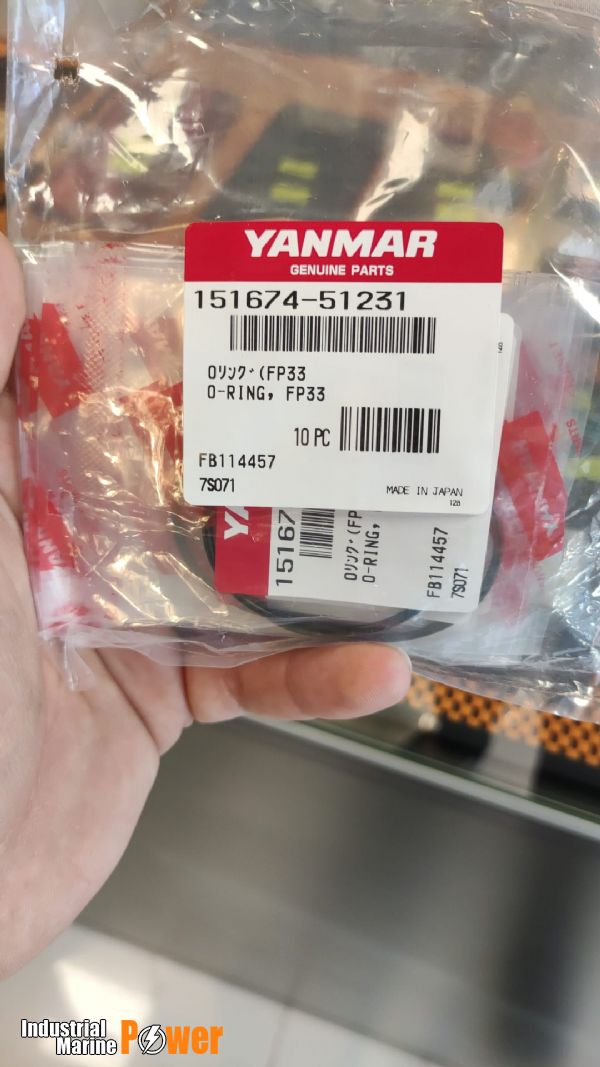 YANMAR
GENUINE PARTS
151674-51231
Oリング(FP33
O-RING, FP33
10 PC
FB114457
7S071
MADE IN JAPAN
128
YA
15167
Oリング(FP
O-RING,
FB114457
7S071
Industrial
Marine Power